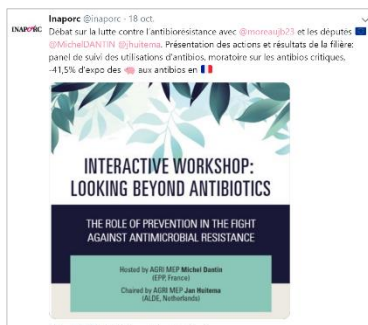 Inaporc @inaporc · 18 oct.
INAPORC
Débat sur la lutte contre l'antibioresistance avec @moreaujb23 et les députés 🇪🇺
@MichelDANTIN @jhuitema. Présentation des actions et résultats de la filière:
panel de suivi des utilisations d'antibios, moratoire sur les antibios critiques,
-41,5% d'expo des 🐖 aux antibios en 🇫🇷
INTERACTIVE WORKSHOP:
LOOKING BEYOND ANTIBIOTICS
THE ROLE OF PREVENTION IN THE FIGHT
AGAINST ANTIMICROBIAL RESISTANCE
Hosted by AGRI MEP Michel Dantin
(EPP, France)
Chaired by AGRI MEP Jan Huitema
(ALDE, Netherlands)